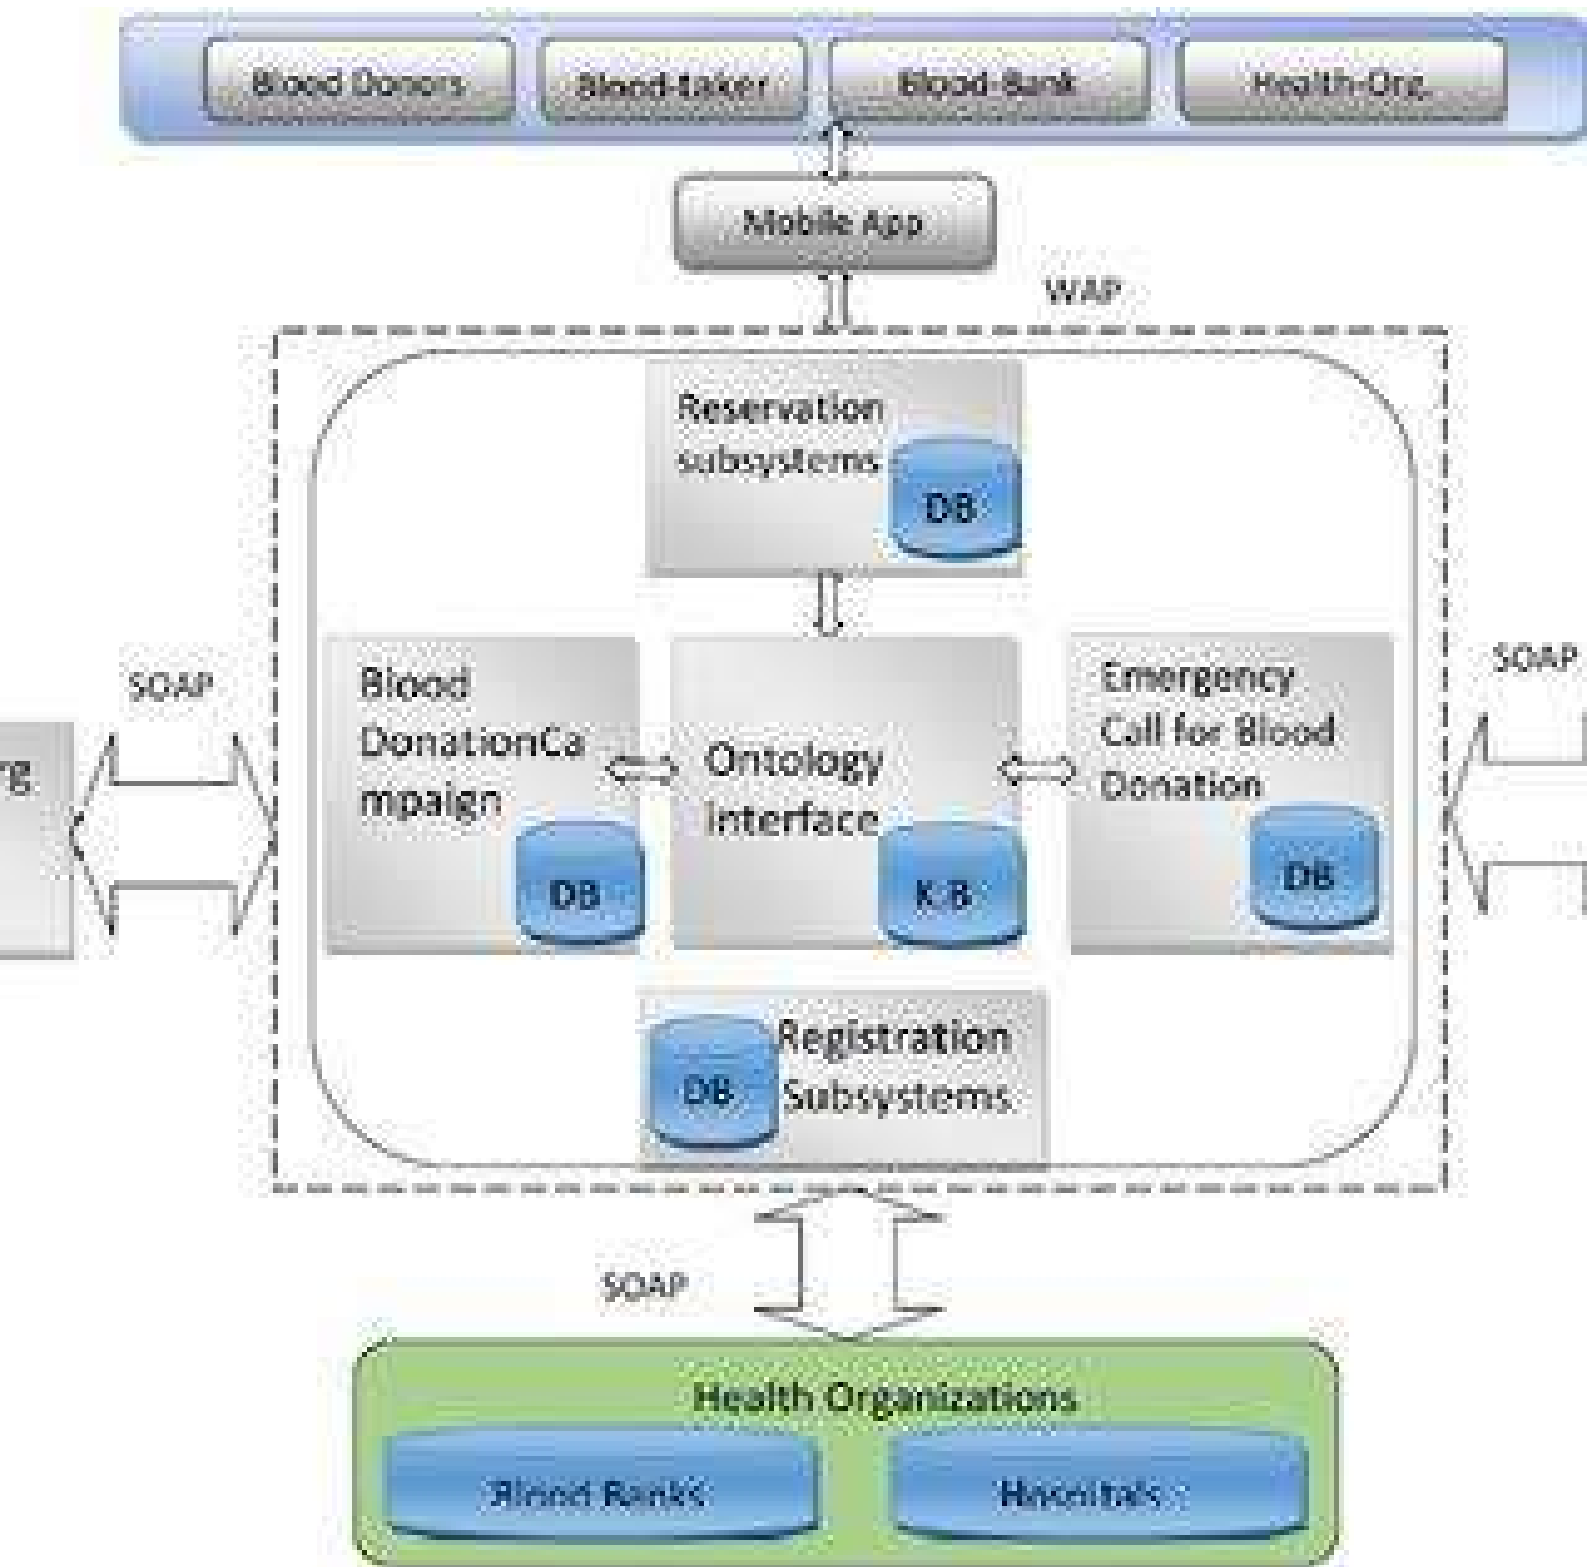 Blood Donors
Blood-taker
Blood-Bank
Health-Org.
Mobile App
WAP
Reservation
subsystems
DB
SOAP
SOAP
rg
Blood
DonationCa
mpaign
DB
Ontology
Interface
K.B
Emergency
Call for Blood
Donation
DB
Registration
Subsystems
DB
SOAP
Health Organizations
Blood Banks
Hospitals